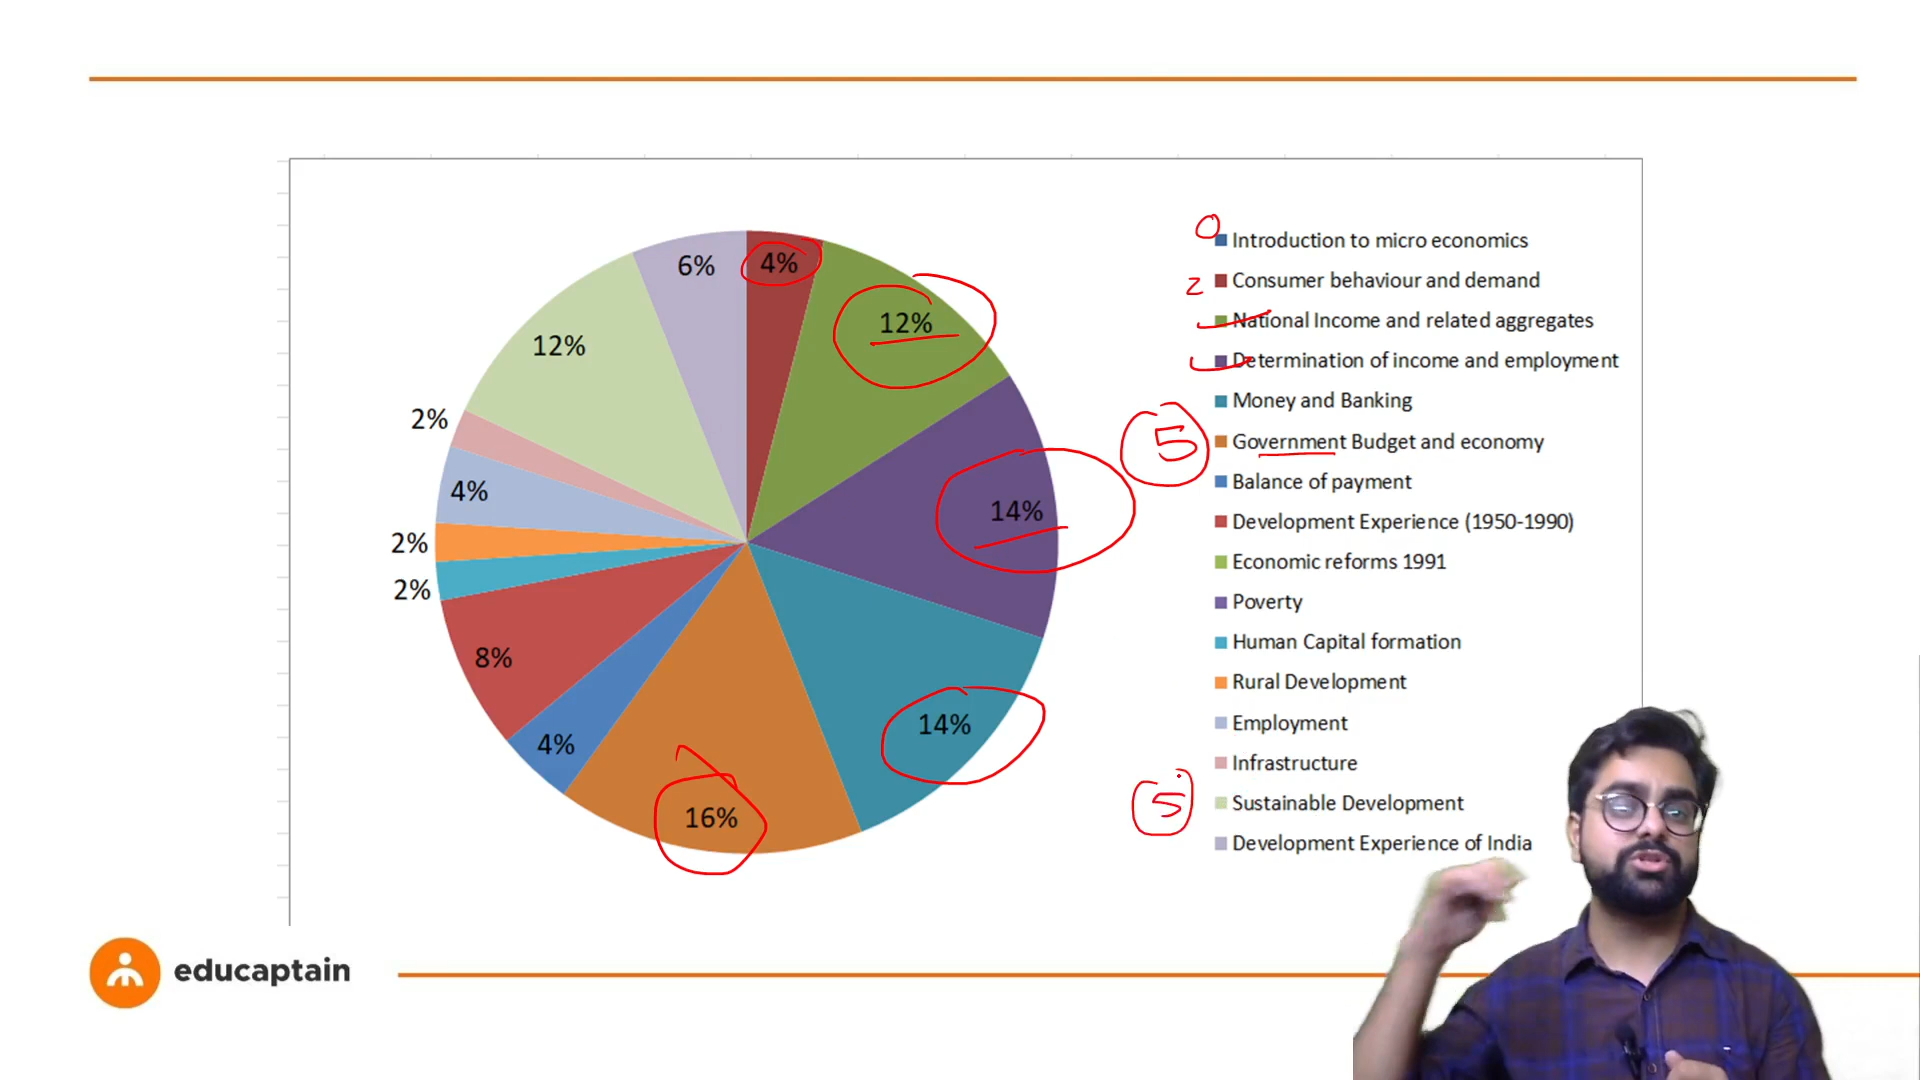 6%
4%
12%
12%
14%
14%
16%
4%
8%
2%
2%
4%
2%
0
Introduction to micro economics
2
Consumer behaviour and demand
National Income and related aggregates
Determination of income and employment
Money and Banking
5
Government Budget and economy
Balance of payment
Development Experience (1950-1990)
Economic reforms 1991
Poverty
Human Capital formation
Rural Development
Employment
Infrastructure
5
Sustainable Development
Development Experience of India
educaptain